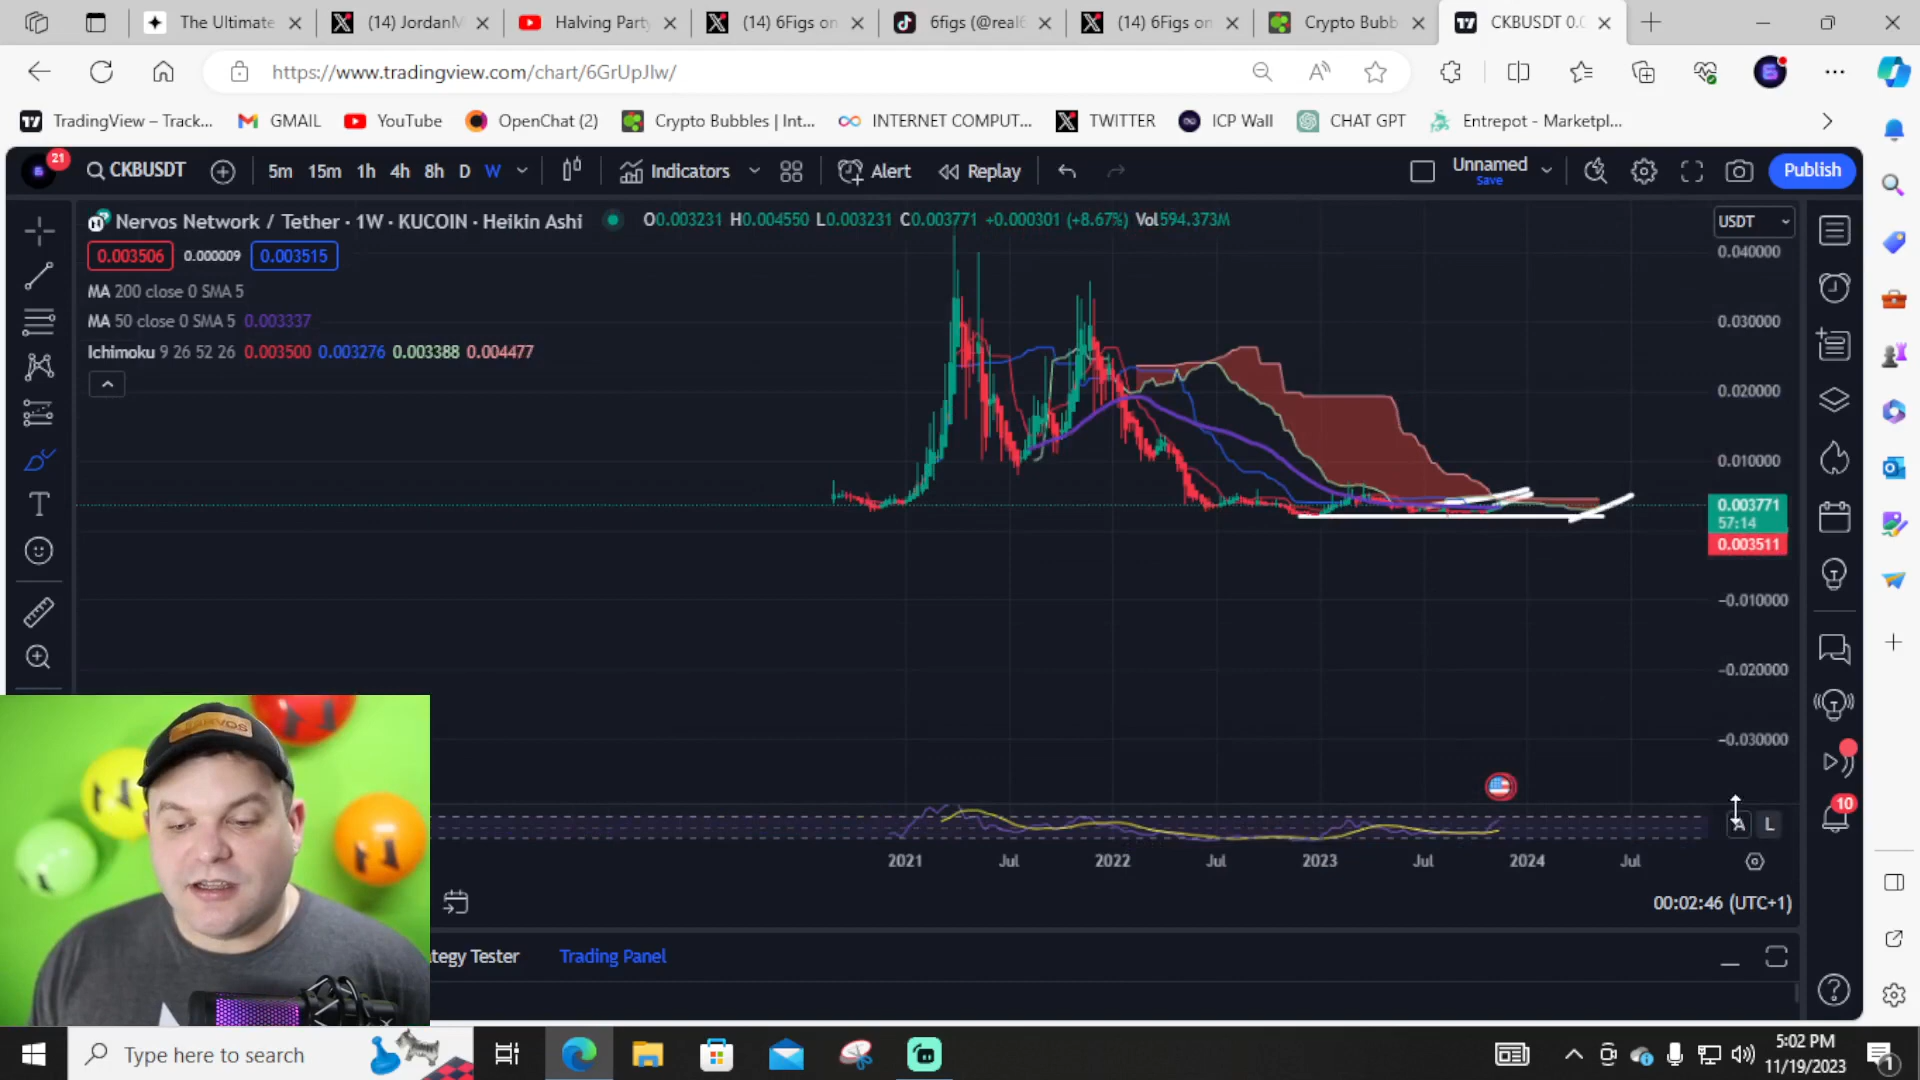 The Ultimate
(14) JordanM
Halving Party
(14) 6Figs on
6figs (@real6
(14) 6Figs on
Crypto Bubb
CKBUSDT 0.0
https://www.tradingview.com/chart/6GrUpJlw/
TradingView – Track...
GMAIL
YouTube
OpenChat (2)
Crypto Bubbles | Int...
INTERNET COMPUT...
TWITTER
ICP Wall
CHAT GPT
Entrepot - Marketpl...
21
CKBUSDT
5m 15m 1h 4h 8h D W
Indicators
Alert
Replay
Unnamed
Save
Publish
Nervos Network / Tether · 1W · KUCOIN · Heikin Ashi
O0.003231 H0.004550 L0.003231 C0.003771 +0.000301 (+8.67%) Vol594.373M
USDT
0.003506 0.000009 0.003515
MA 200 close 0 SMA 5
MA 50 close 0 SMA 5 0.003337
Ichimoku 9 26 52 26 0.003500 0.003276 0.003388 0.004477
0.040000
0.030000
0.020000
0.010000
0.003771
57:14
0.003511
−0.010000
−0.020000
−0.030000
NERVOS
A L
10
2021 Jul 2022 Jul 2023 Jul 2024 Jul
00:02:46 (UTC+1)
tegy Tester
Trading Panel
Type here to search
5:02 PM
11/19/2023
1